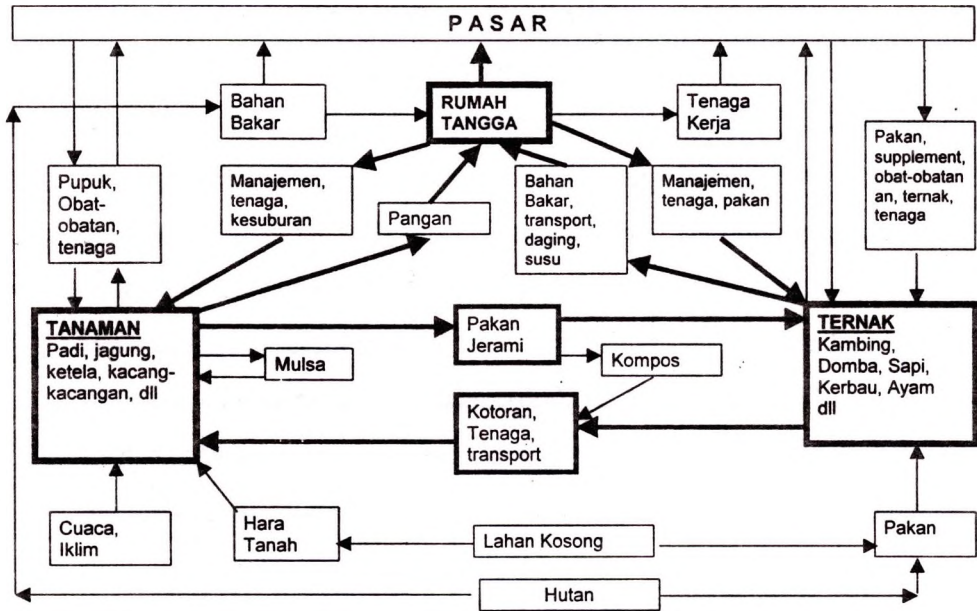 P A S A R
Bahan
Bakar
RUMAH
TANGGA
Tenaga
Kerja
Pupuk,
Obat-
obatan,
tenaga
Manajemen,
tenaga,
kesuburan
Pangan
Bahan
Bakar,
transport,
daging,
susu
Manajemen,
tenaga, pakan
Pakan,
supplement,
obat-obatan
an, ternak,
tenaga
TANAMAN
Padi, jagung,
ketela, kacang-
kacangan, dll
Mulsa
Pakan
Jerami
Kompos
TERNAK
Kambing,
Domba, Sapi,
Kerbau, Ayam
dll
Kotoran,
Tenaga,
transport
Cuaca,
Iklim
Hara
Tanah
Lahan Kosong
Pakan
Hutan